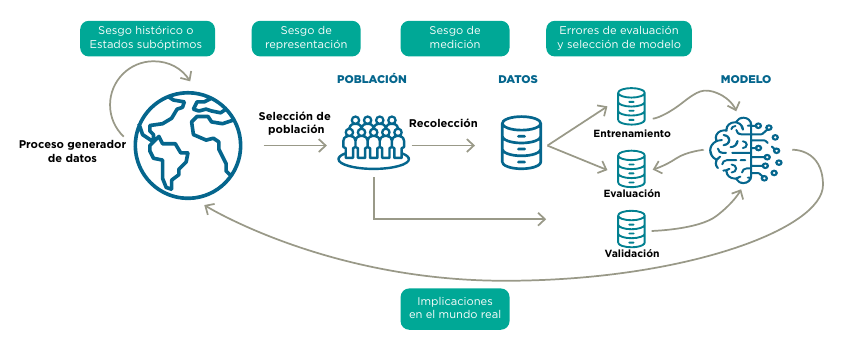 Sesgo histórico o
Estados subóptimos
Sesgo de
representación
Sesgo de
medición
Errores de evaluación
y selección de modelo
POBLACIÓN
DATOS
MODELO
Proceso generador
de datos
Selección de
población
Recolección
Entrenamiento
Evaluación
Validación
Implicaciones
en el mundo real